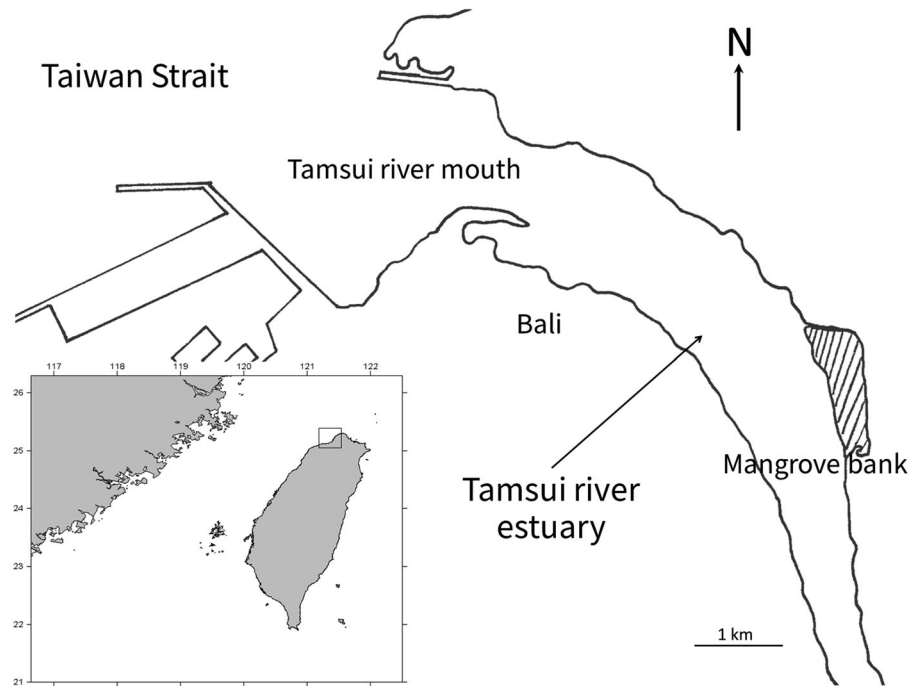 N
Taiwan Strait
Tamsui river mouth
Bali
Mangrove bank
Tamsui river
estuary
1 km
117 118 119 120 121 122
26
25
24
23
22
21